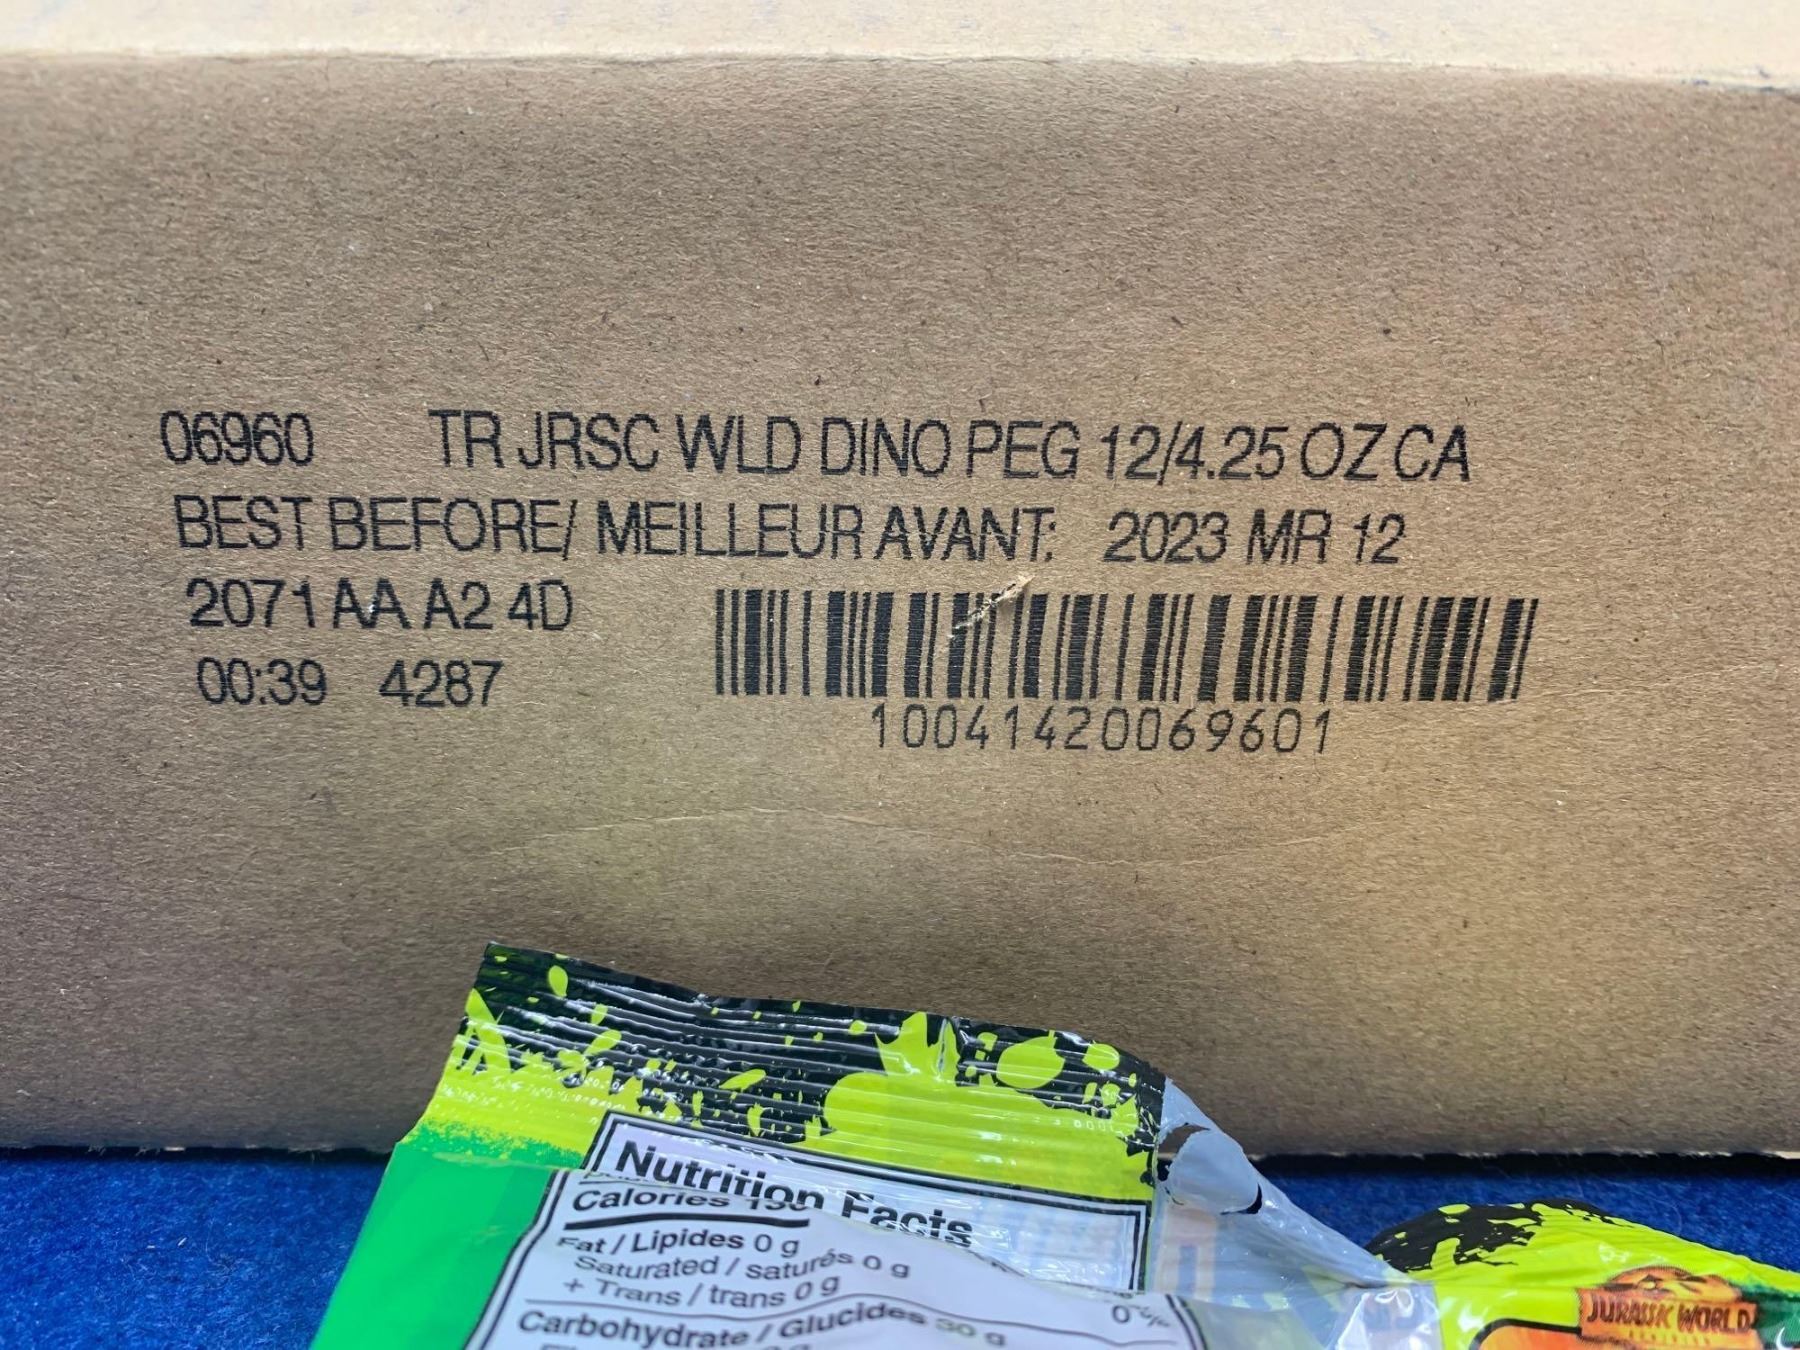 06960 TR JRSC WLD DINO PEG 12/4.25 OZ CA
BEST BEFORE/ MEILLEUR AVANT: 2023 MR 12
2071 AA A2 4D
00:39 4287
10041420069601
Nutrition Facts
Calories
Fat / Lipides 0 g
Saturated / saturés 0 g
+ Trans / trans 0 g
0 %
Carbohydrate / Glucides 30 g
JURASSIC WORLD